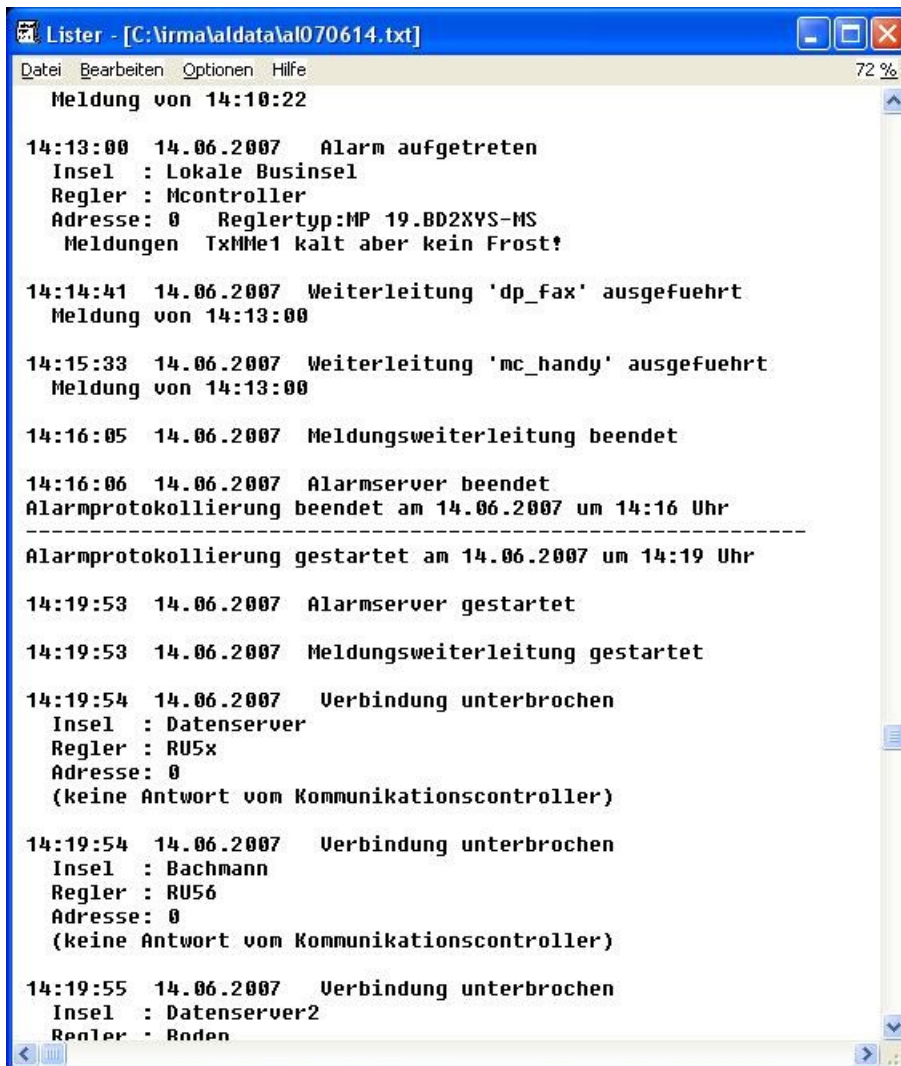 Lister - [C:\irma\aldata\al070614.txt]
Datei Bearbeiten Optionen Hilfe 72 %
Meldung von 14:10:22
14:13:00 14.06.2007 Alarm aufgetreten
Insel : Lokale Businsel
Regler : Mcontroller
Adresse: 0 Reglertyp:MP 19.BD2XYS-MS
Meldungen TxMMe1 kalt aber kein Frost!
14:14:41 14.06.2007 Weiterleitung 'dp_fax' ausgefuehrt
Meldung von 14:13:00
14:15:33 14.06.2007 Weiterleitung 'mc_handy' ausgefuehrt
Meldung von 14:13:00
14:16:05 14.06.2007 Meldungsweiterleitung beendet
14:16:06 14.06.2007 Alarmserver beendet
Alarmprotokollierung beendet am 14.06.2007 um 14:16 Uhr
-----------------------------------------------------------------
Alarmprotokollierung gestartet am 14.06.2007 um 14:19 Uhr
14:19:53 14.06.2007 Alarmserver gestartet
14:19:53 14.06.2007 Meldungsweiterleitung gestartet
14:19:54 14.06.2007 Verbindung unterbrochen
Insel : Datenserver
Regler : RU5x
Adresse: 0
(keine Antwort vom Kommunikationscontroller)
14:19:54 14.06.2007 Verbindung unterbrochen
Insel : Bachmann
Regler : RU56
Adresse: 0
(keine Antwort vom Kommunikationscontroller)
14:19:55 14.06.2007 Verbindung unterbrochen
Insel : Datenserver2
Regler : Boden